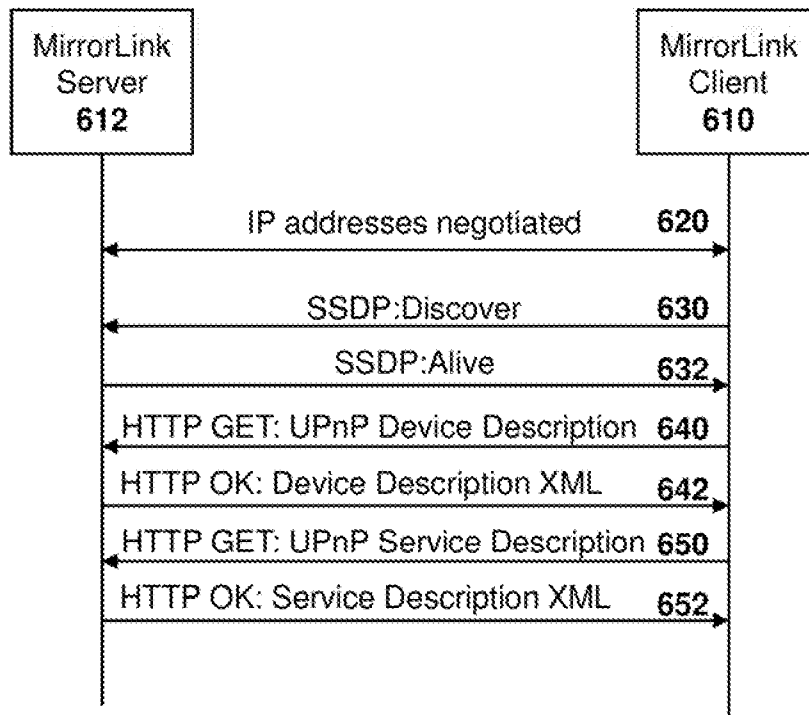 MirrorLink
Server
612
MirrorLink
Client
610
IP addresses negotiated 620
SSDP:Discover 630
SSDP:Alive 632
HTTP GET: UPnP Device Description 640
HTTP OK: Device Description XML 642
HTTP GET: UPnP Service Description 650
HTTP OK: Service Description XML 652